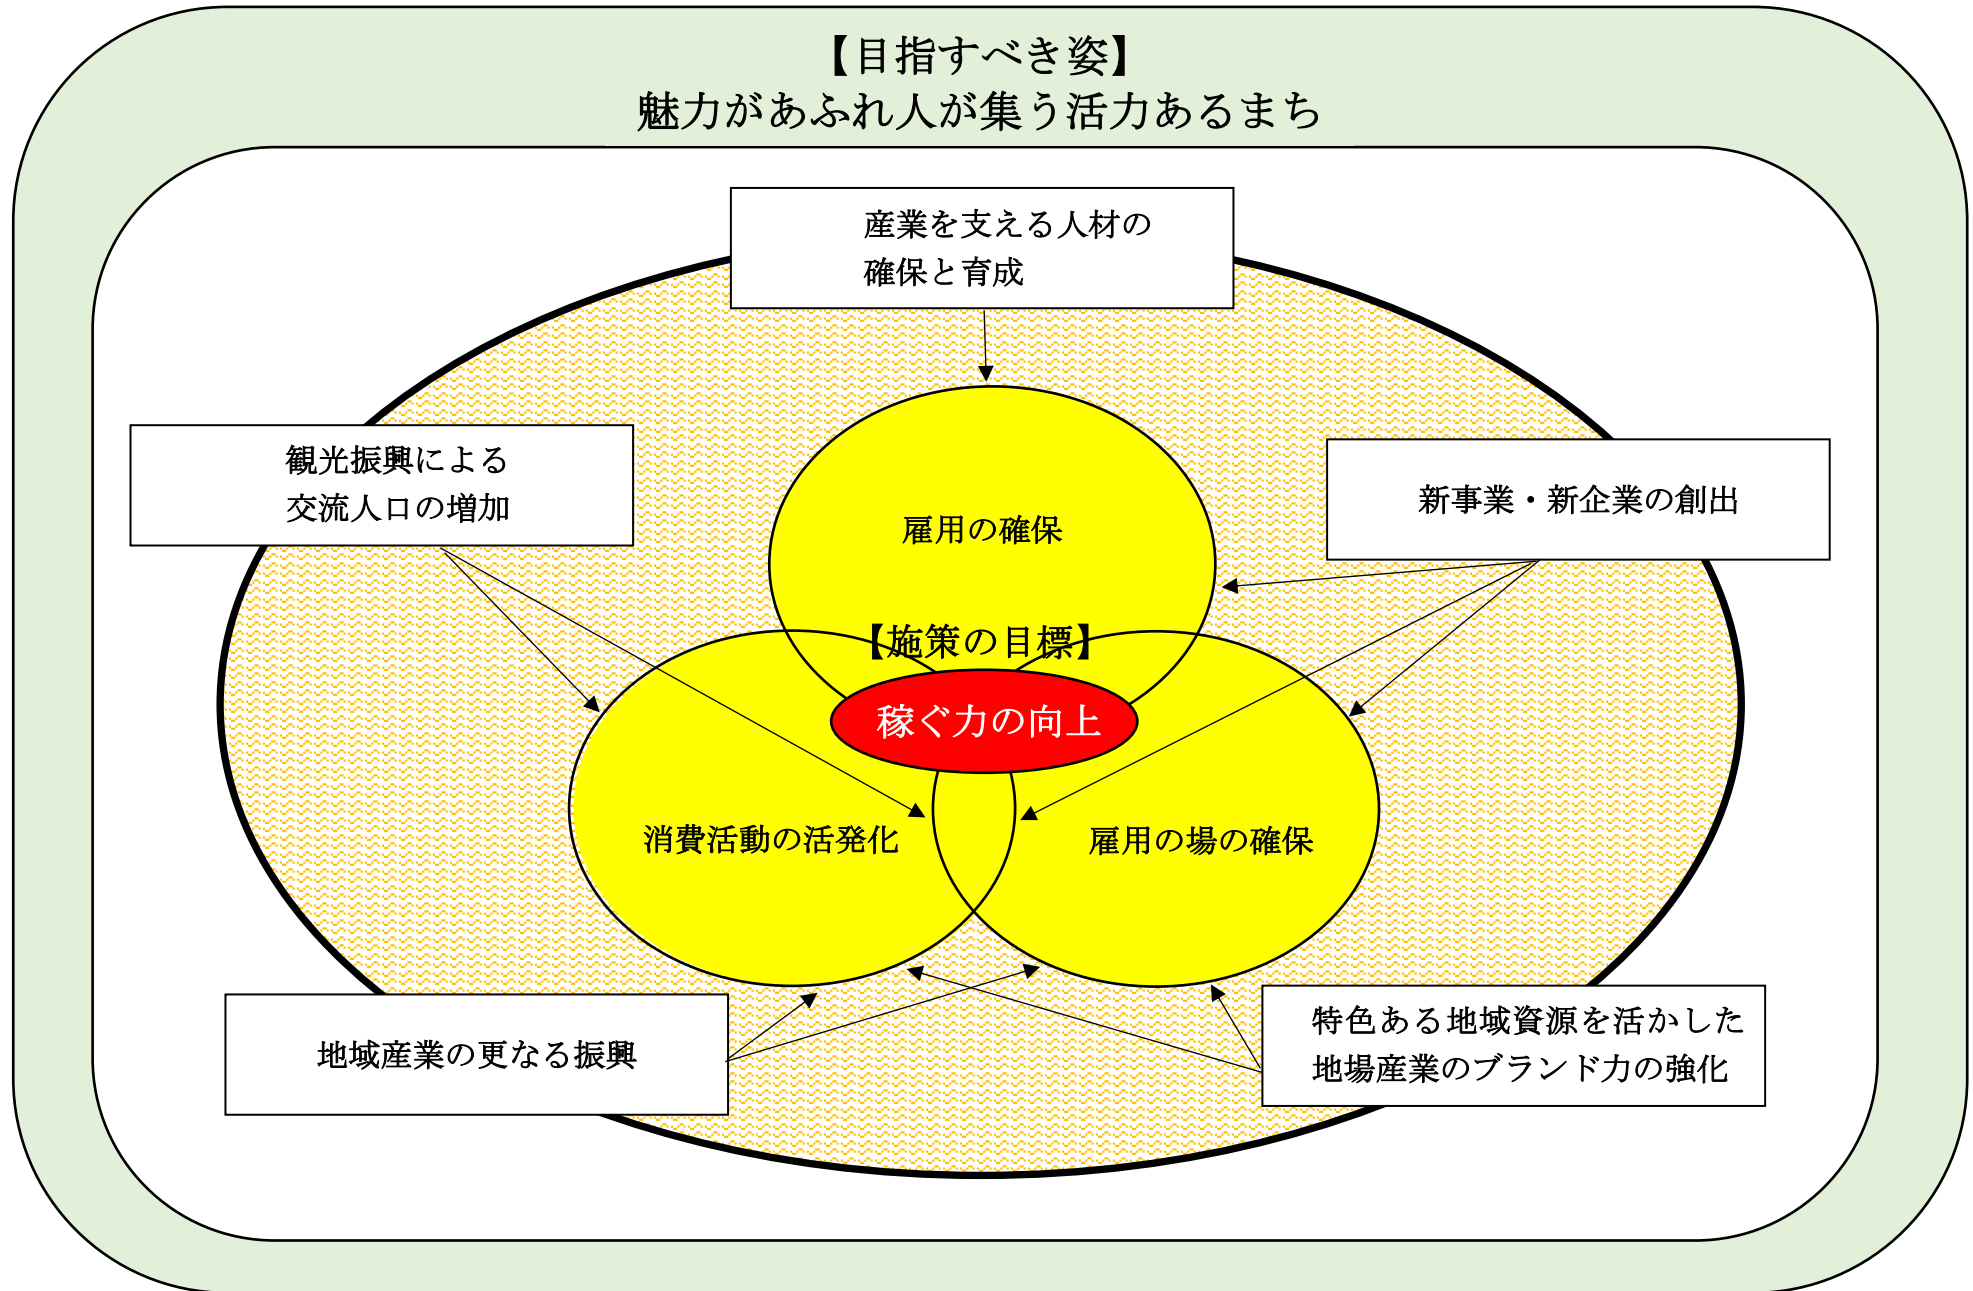 【目指すべき姿】
魅力があふれ人が集う活力あるまち
産業を支える人材の
確保と育成
観光振興による
交流人口の増加
新事業・新企業の創出
雇用の確保
【施策の目標】
稼ぐ力の向上
消費活動の活発化
雇用の場の確保
地域産業の更なる振興
特色ある地域資源を活かした
地場産業のブランド力の強化